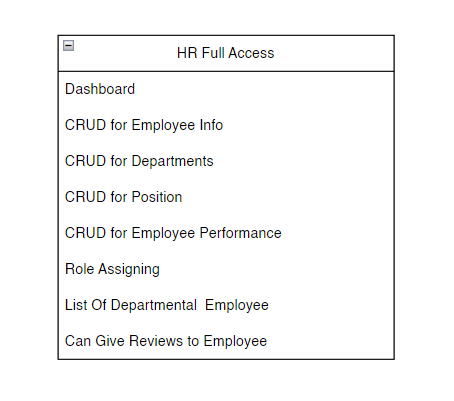 HR Full Access
Dashboard
CRUD for Employee Info
CRUD for Departments
CRUD for Position
CRUD for Employee Performance
Role Assigning
List Of Departmental  Employee
Can Give Reviews to Employee